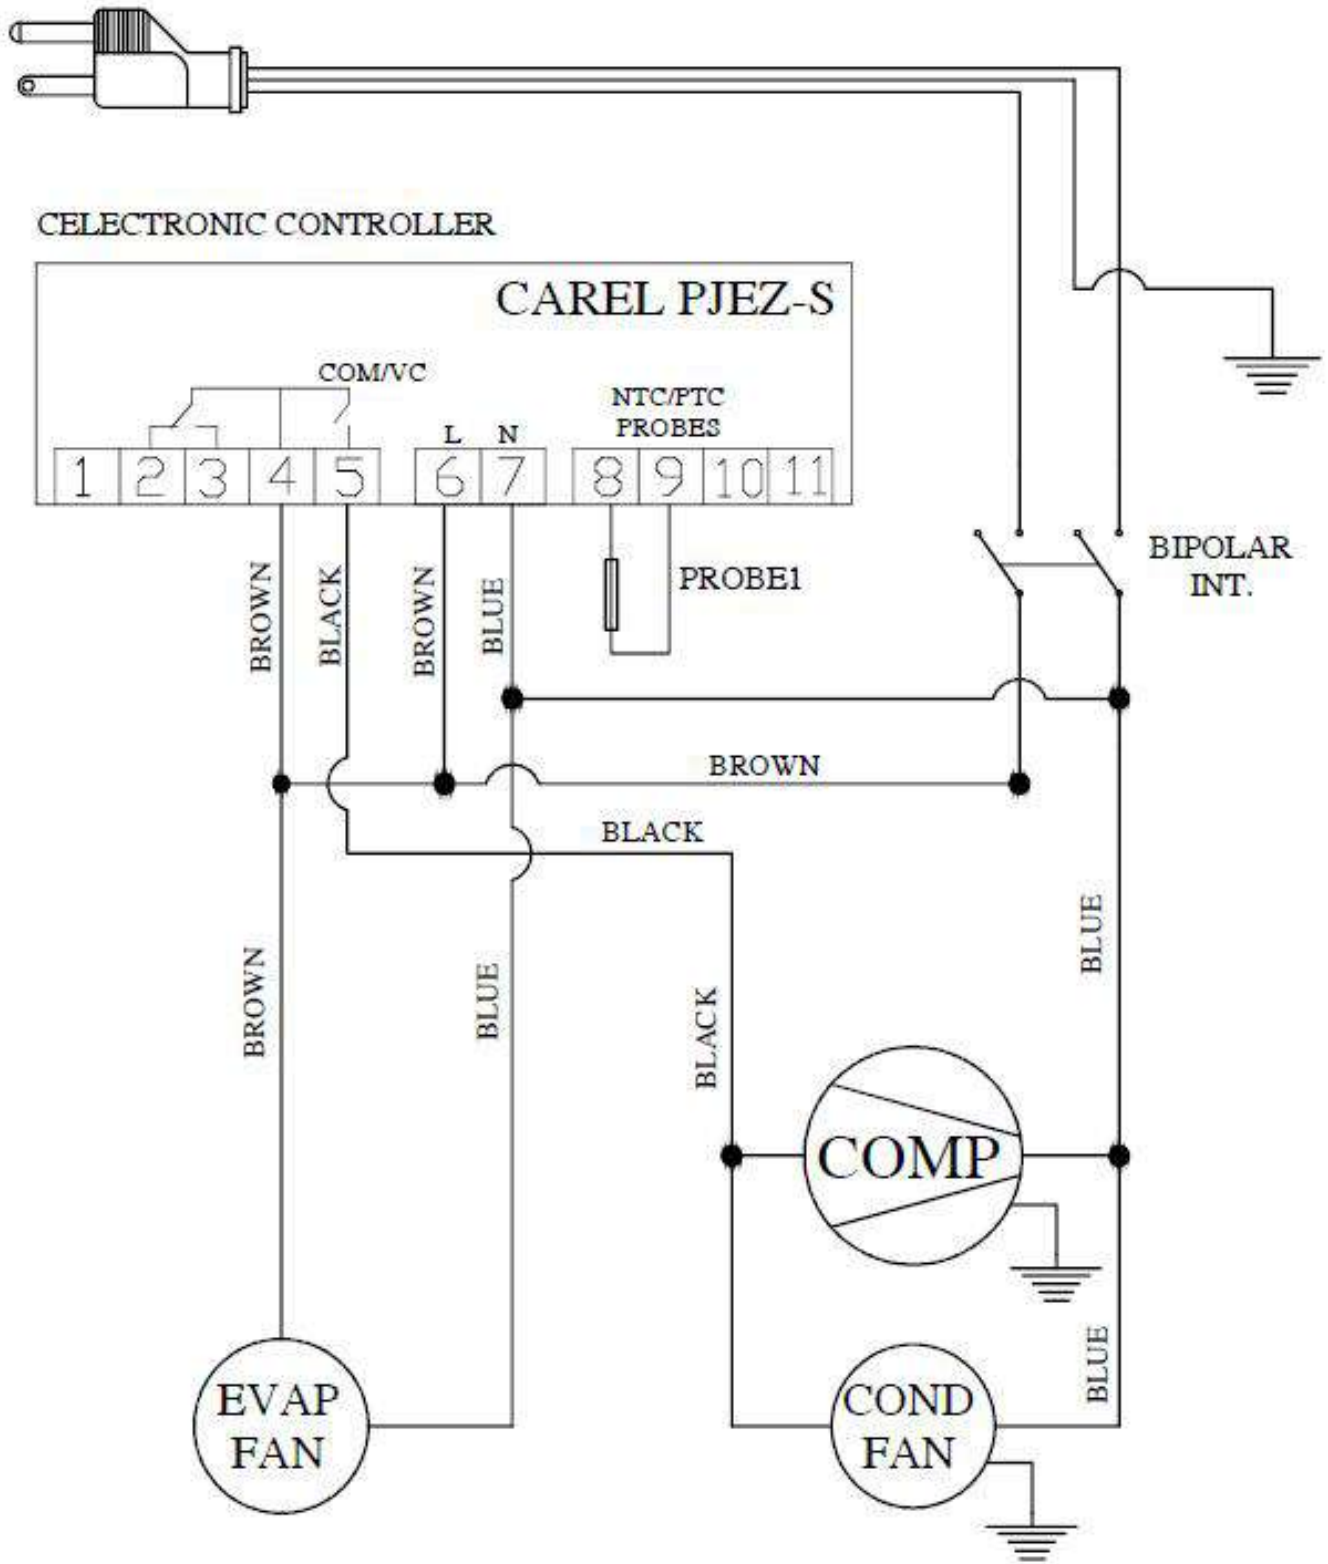 CELECTRONIC CONTROLLER
CAREL PJEZ-S
COM/VC
NTC/PTC
PROBES
L N
1 2 3 4 5 6 7 8 9 10 11
BIPOLAR
INT.
PROBE1
BROWN
BLACK
BROWN
BLUE
BROWN
BLACK
BROWN
BLUE
BLACK
BLUE
COMP
EVAP
FAN
COND
FAN
BLUE